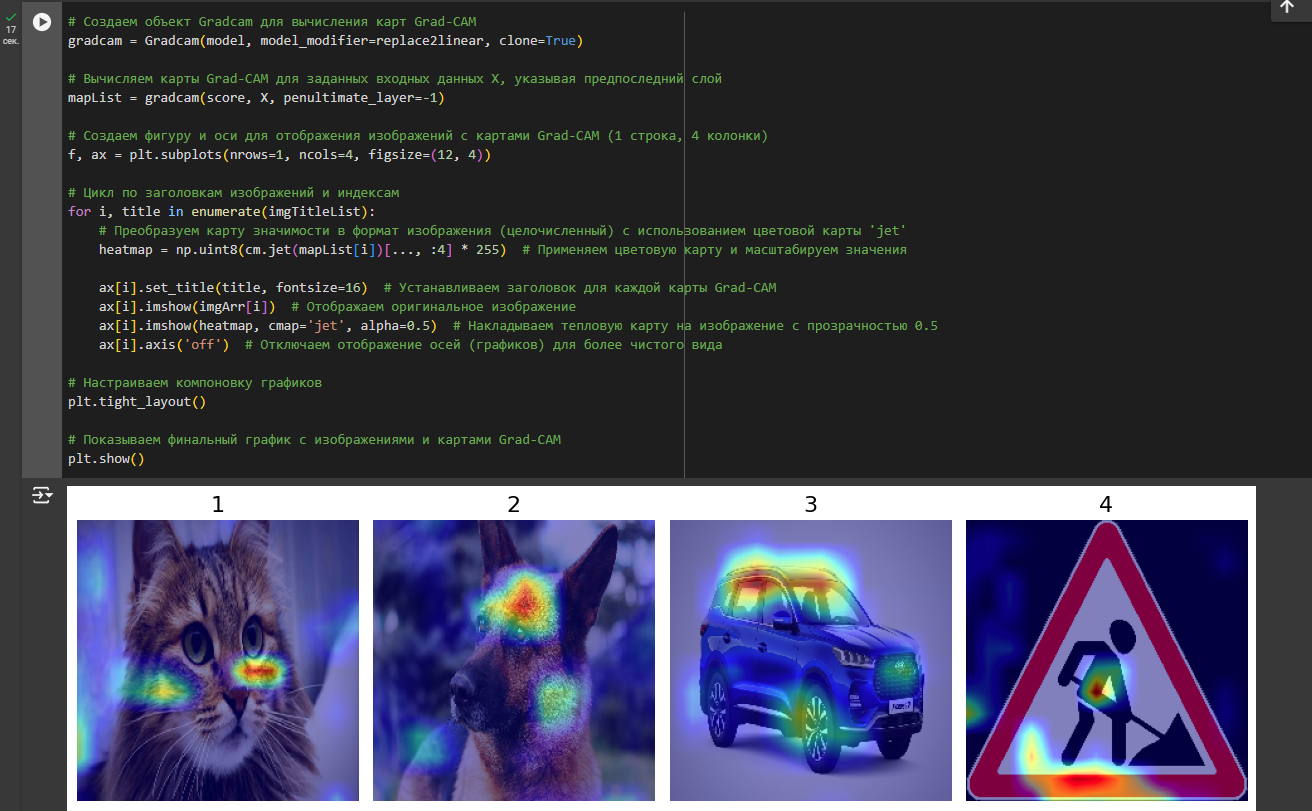 17
сек.
# Создаем объект Gradcam для вычисления карт Grad-CAM
gradcam = Gradcam(model, model_modifier=replace2linear, clone=True)
# Вычисляем карты Grad-CAM для заданных входных данных X, указывая предпоследний слой
mapList = gradcam(score, X, penultimate_layer=-1)
# Создаем фигуру и оси для отображения изображений с картами Grad-CAM (1 строка, 4 колонки)
f, ax = plt.subplots(nrows=1, ncols=4, figsize=(12, 4))
# Цикл по заголовкам изображений и индексам
for i, title in enumerate(imgTitleList):
    # Преобразуем карту значимости в формат изображения (целочисленный) с использованием цветовой карты 'jet'
    heatmap = np.uint8(cm.jet(mapList[i])[..., :4] * 255)  # Применяем цветовую карту и масштабируем значения
    ax[i].set_title(title, fontsize=16)  # Устанавливаем заголовок для каждой карты Grad-CAM
    ax[i].imshow(imgArr[i])  # Отображаем оригинальное изображение
    ax[i].imshow(heatmap, cmap='jet', alpha=0.5)  # Накладываем тепловую карту на изображение с прозрачностью 0.5
    ax[i].axis('off')  # Отключаем отображение осей (графиков) для более чистого вида
# Настраиваем компоновку графиков
plt.tight_layout()
# Показываем финальный график с изображениями и картами Grad-CAM
plt.show()
1 2 3 4